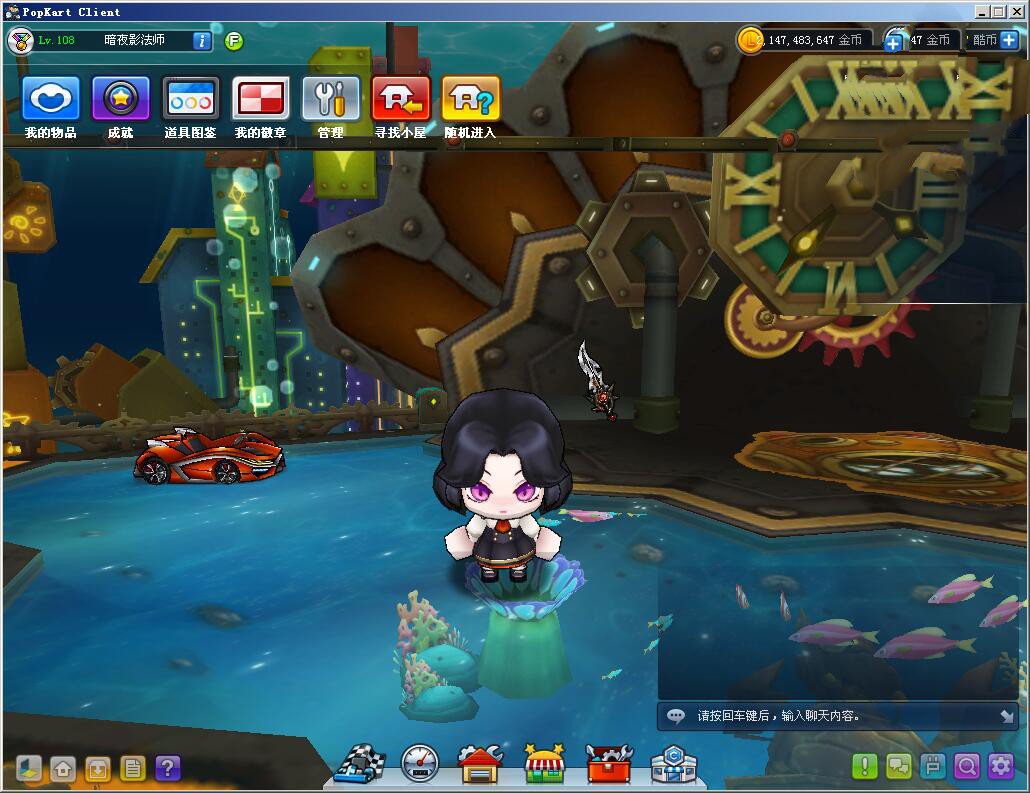 PopKart Client
Lv.108 暗夜影法师 i F
L 2,147,483,647 金币 47 金币 酷币
我的物品 成就 道具图鉴 我的徽章 管理 寻找小屋 随机进入
请按回车键后，输入聊天内容。